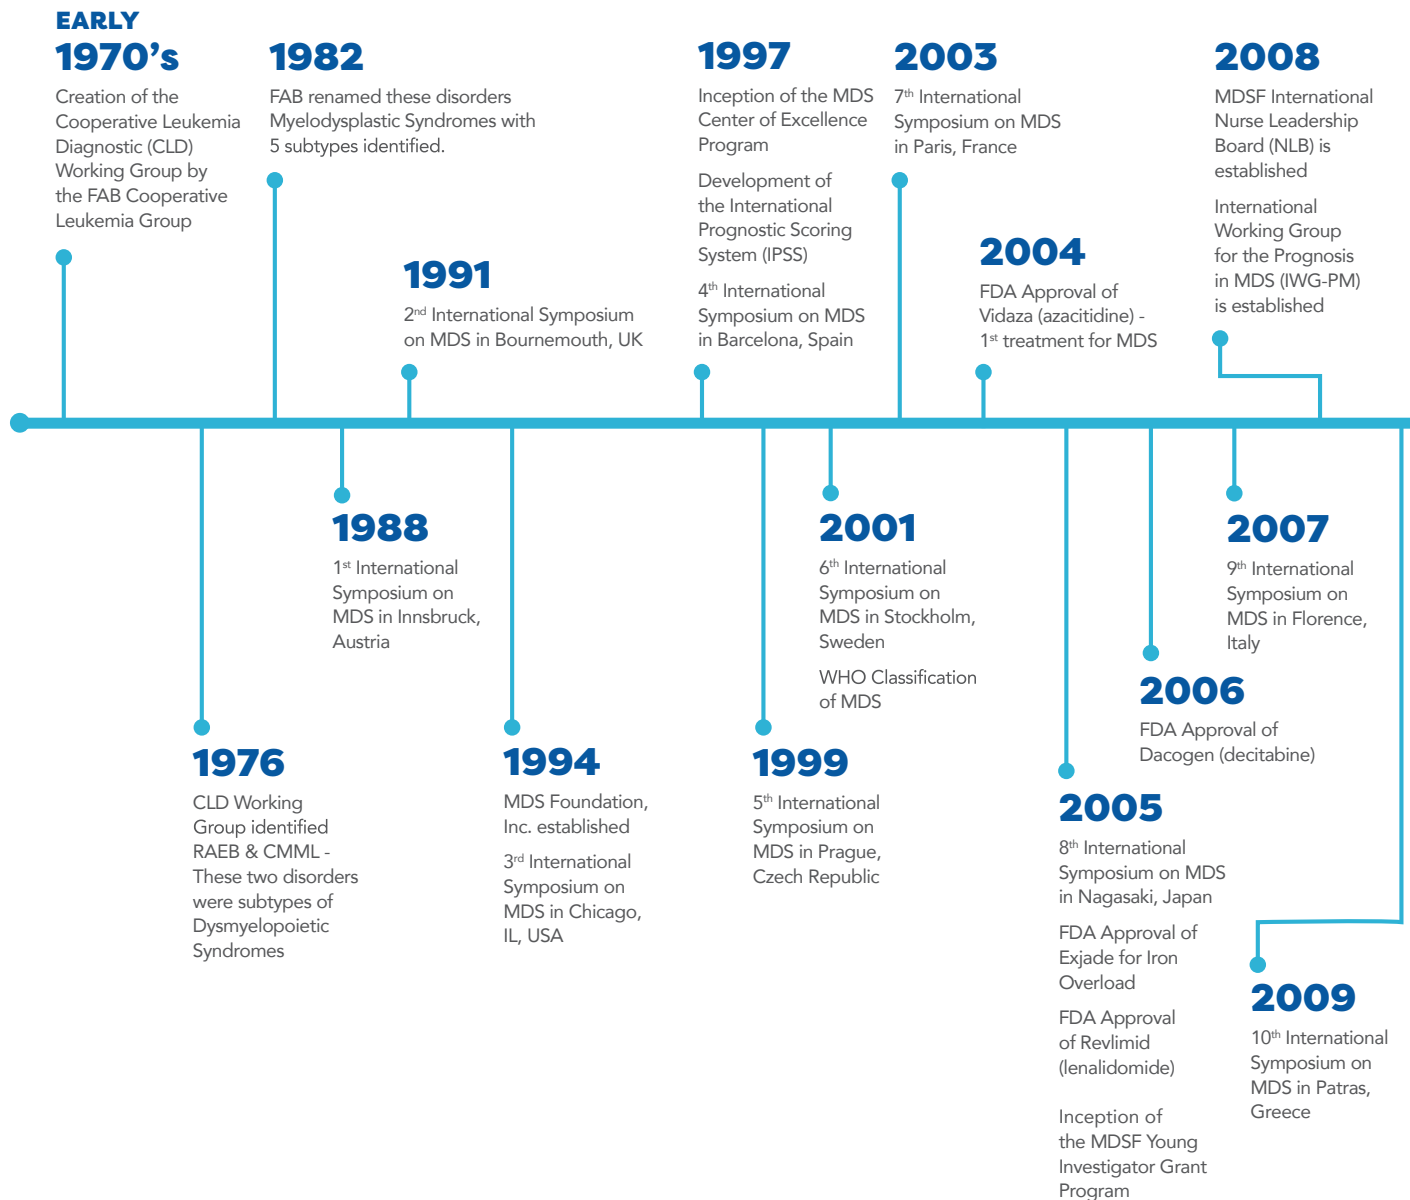 EARLY
1970’s
Creation of the
Cooperative Leukemia
Diagnostic (CLD)
Working Group by
the FAB Cooperative
Leukemia Group
1982
FAB renamed these disorders
Myelodysplastic Syndromes with
5 subtypes identified.
1991
2nd International Symposium
on MDS in Bournemouth, UK
1997
Inception of the MDS
Center of Excellence
Program
Development of
the International
Prognostic Scoring
System (IPSS)
4th International
Symposium on MDS
in Barcelona, Spain
2003
7th International
Symposium on MDS
in Paris, France
2004
FDA Approval of
Vidaza (azacitidine) -
1st treatment for MDS
2008
MDSF International
Nurse Leadership
Board (NLB) is
established
International
Working Group
for the Prognosis
in MDS (IWG-PM)
is established
1976
CLD Working
Group identified
RAEB & CMML -
These two disorders
were subtypes of
Dysmyelopoietic
Syndromes
1988
1st International
Symposium on
MDS in Innsbruck,
Austria
1994
MDS Foundation,
Inc. established
3rd International
Symposium on
MDS in Chicago,
IL, USA
1999
5th International
Symposium on
MDS in Prague,
Czech Republic
2001
6th International
Symposium on
MDS in Stockholm,
Sweden
WHO Classification
of MDS
2005
8th International
Symposium on MDS
in Nagasaki, Japan
FDA Approval of
Exjade for Iron
Overload
FDA Approval
of Revlimid
(lenalidomide)
Inception of
the MDSF Young
Investigator Grant
Program
2006
FDA Approval of
Dacogen (decitabine)
2007
9th International
Symposium on
MDS in Florence,
Italy
2009
10th International
Symposium on
MDS in Patras,
Greece